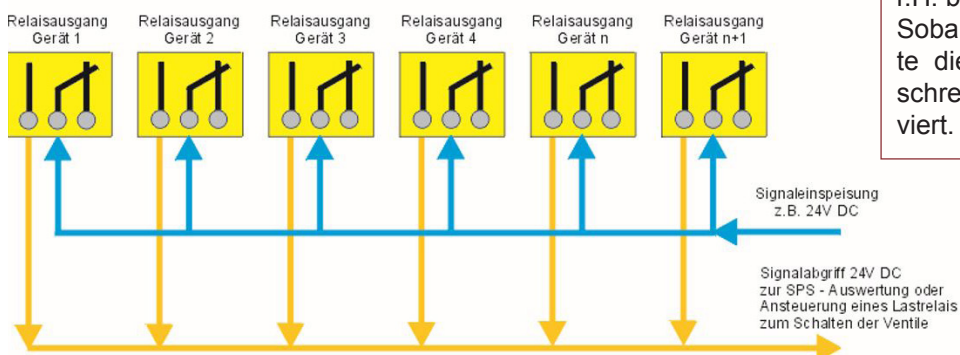 Relaisausgang
Gerät 1
Relaisausgang
Gerät 2
Relaisausgang
Gerät 3
Relaisausgang
Gerät 4
Relaisausgang
Gerät n
Relaisausgang
Gerät n+1
Soba
te die
schre
viert.
Signaleinspeisung
z.B. 24V DC
Signalabgriff 24V DC
zur SPS - Auswertung oder
Ansteuerung eines Lastrelais
zum Schalten der Ventile